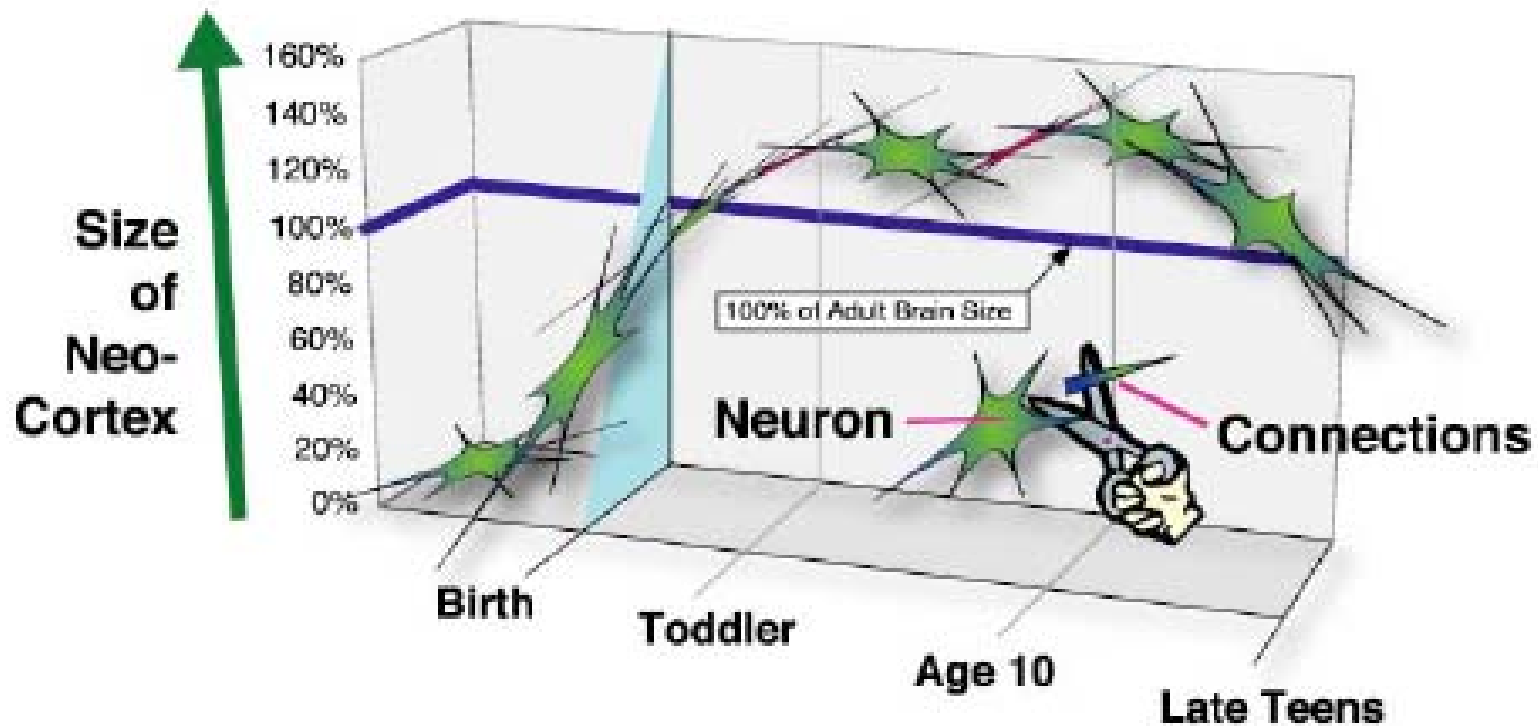 160%
140%
120%
100%
80%
60%
40%
20%
0%
Size
of
Neo-
Cortex
100% of Adult Brain Size
Neuron
Connections
Birth
Toddler
Age 10
Late Teens